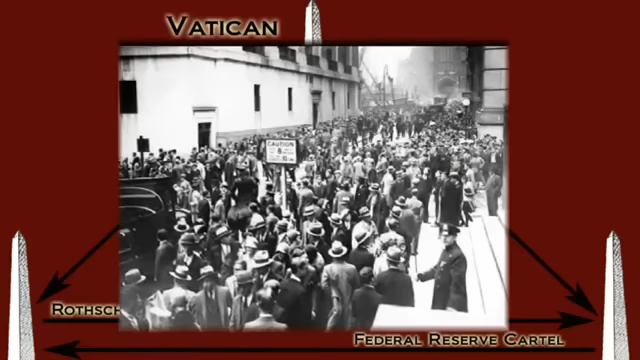 VATICAN
CAUTION
ROTHSCH
FEDERAL RESERVE CARTEL